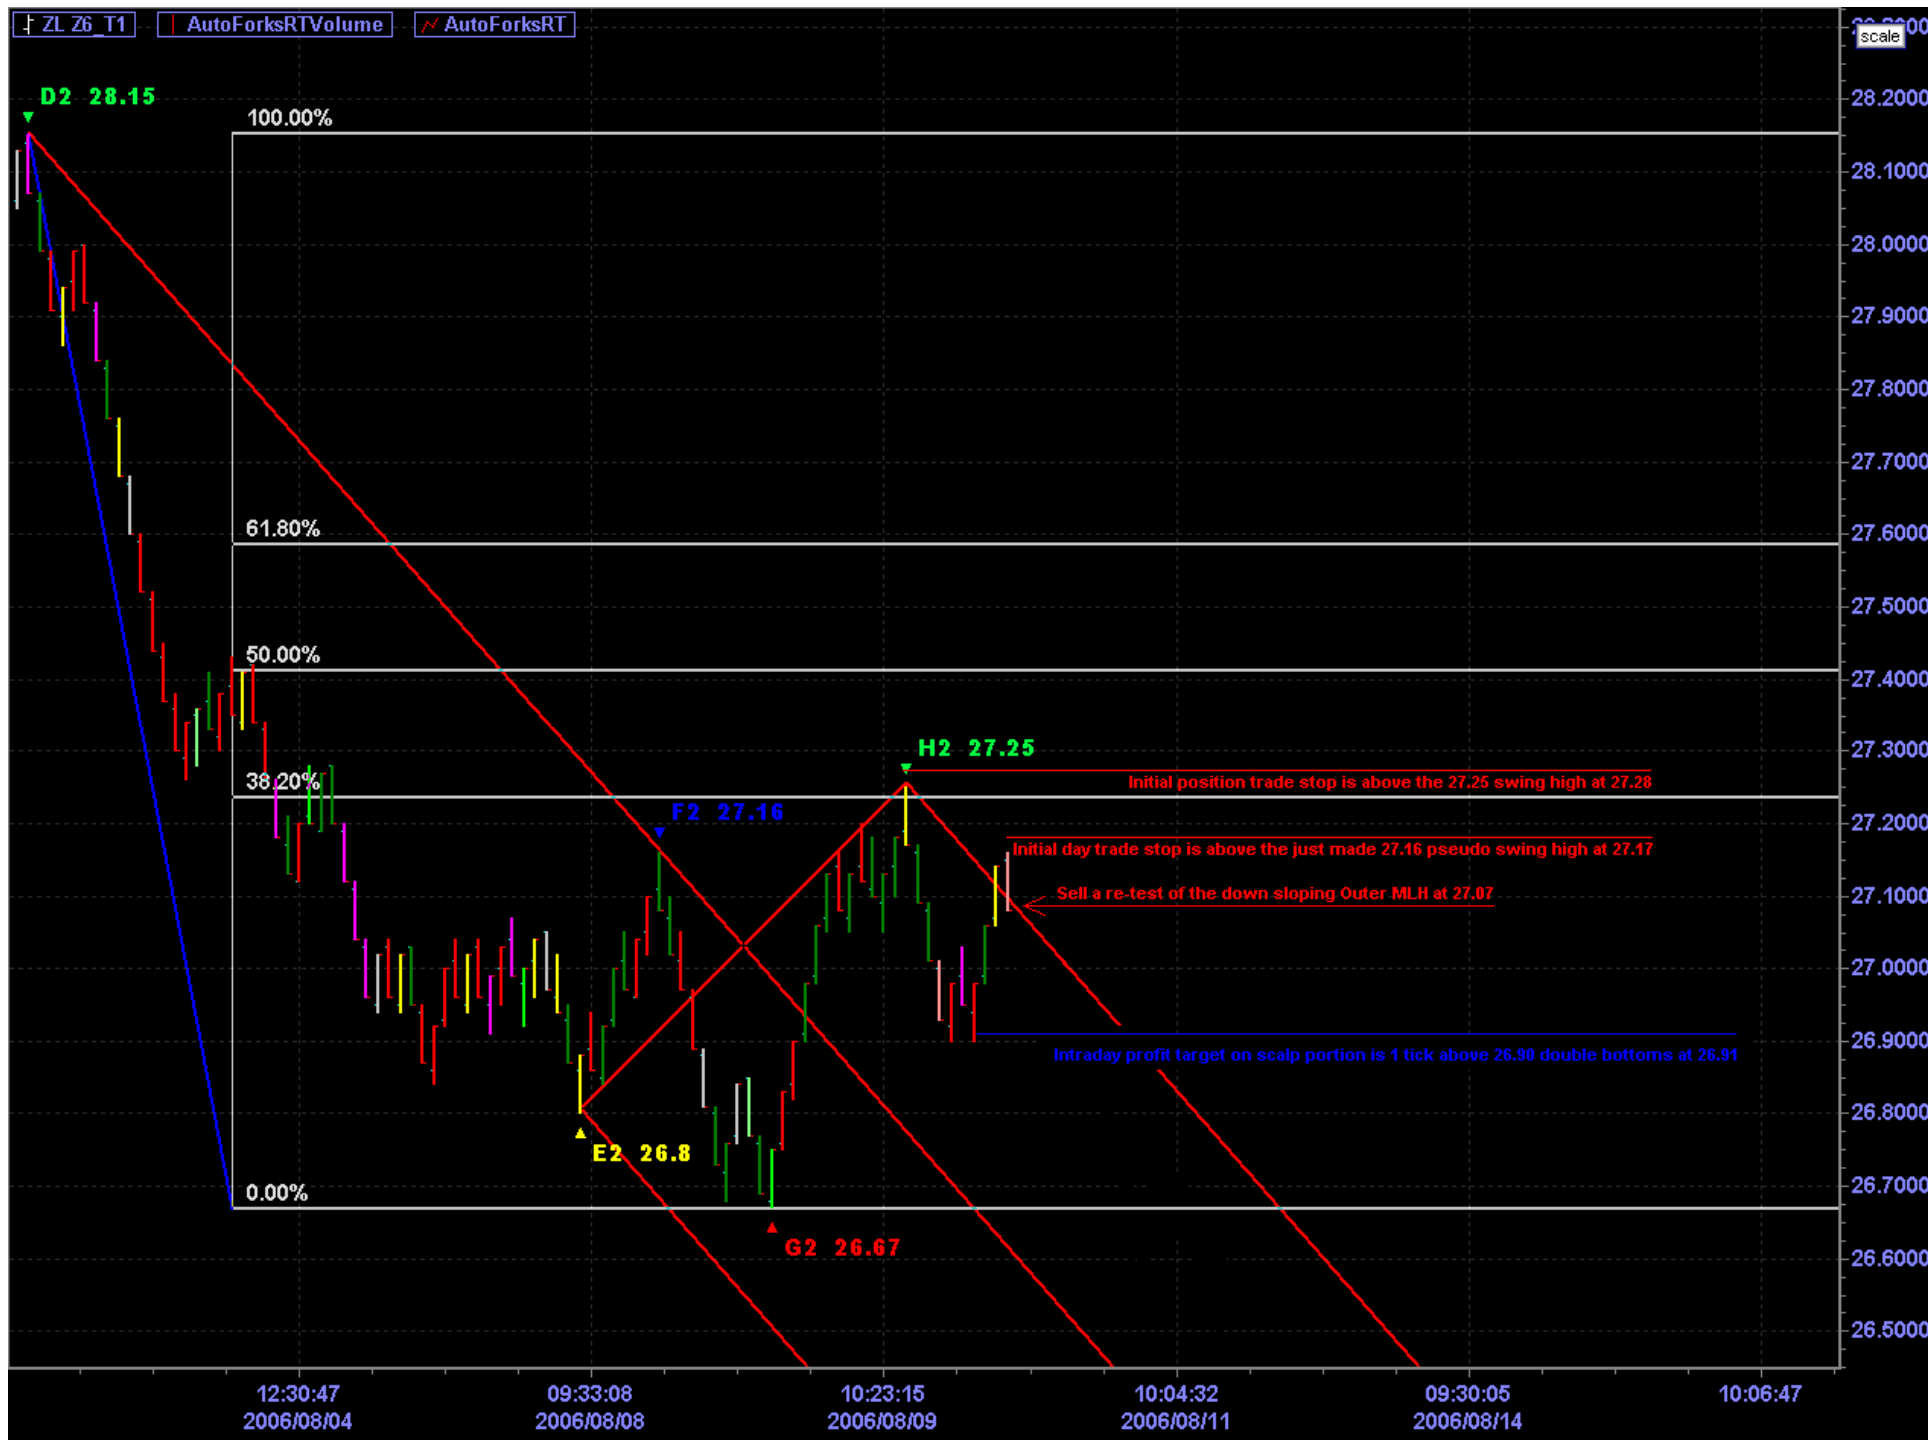 ZL Z6_T1 AutoForksRTVolume AutoForksRT
scale
D2 28.15
100.00%
61.80%
50.00%
38.20%
0.00%
H2 27.25
F2 27.16
E2 26.8
G2 26.67
Initial position trade stop is above the 27.25 swing high at 27.28
Initial day trade stop is above the just made 27.16 pseudo swing high at 27.17
Sell a re-test of the down sloping Outer MLH at 27.07
Intraday profit target on scalp portion is 1 tick above 26.90 double bottoms at 26.91
28.2000
28.1000
28.0000
27.9000
27.8000
27.7000
27.6000
27.5000
27.4000
27.3000
27.2000
27.1000
27.0000
26.9000
26.8000
26.7000
26.6000
26.5000
12:30:47 09:33:08 10:23:15 10:04:32 09:30:05 10:06:47
2006/08/04 2006/08/08 2006/08/09 2006/08/11 2006/08/14